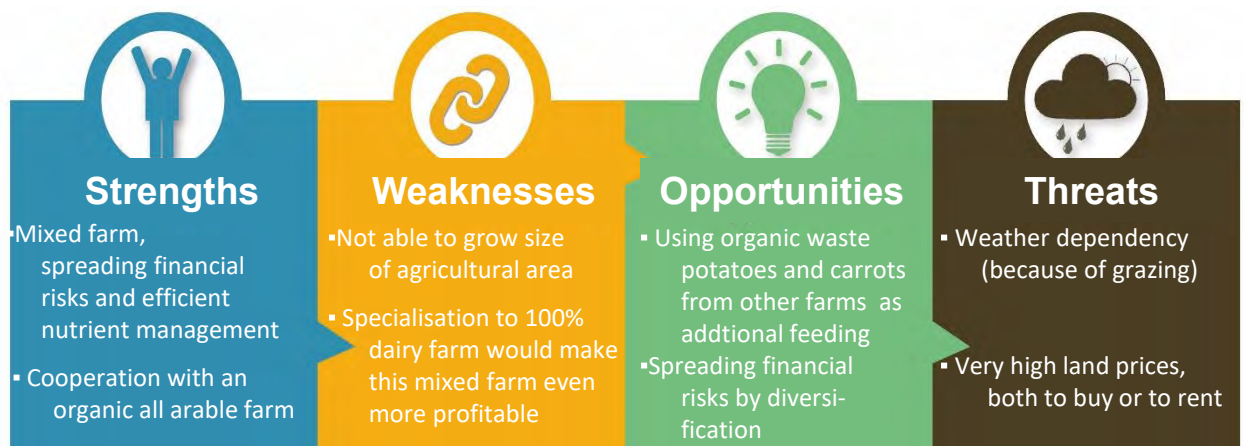 Strengths
▪Mixed farm,
spreading financial
risks and efficient
nutrient management
▪ Cooperation with an
organic all arable farm
Weaknesses
▪Not able to grow size
of agricultural area
▪ Specialisation to 100%
dairy farm would make
this mixed farm even
more profitable
Opportunities
▪ Using organic waste
potatoes and carrots
from other farms as
addtional feeding
▪Spreading financial
risks by diversi-
fication
Threats
▪ Weather dependency
(because of grazing)
▪ Very high land prices,
both to buy or to rent